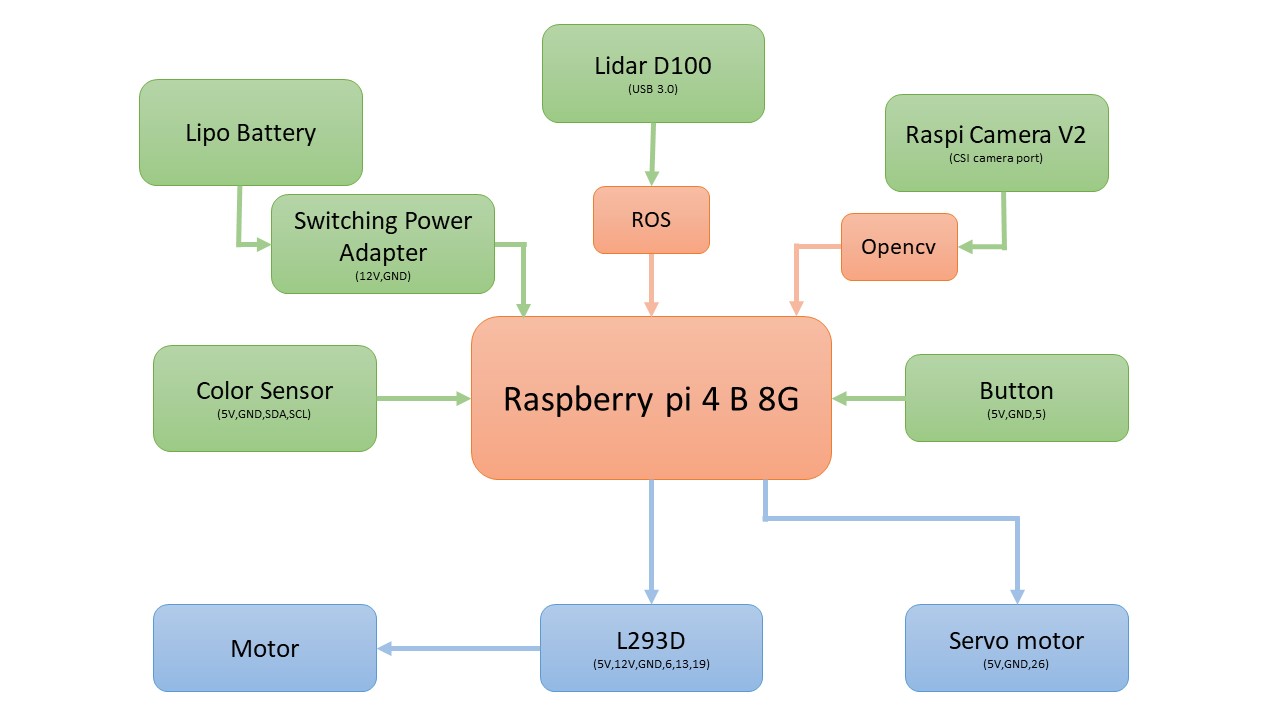 Lidar D100
(USB 3.0)
Lipo Battery
Raspi Camera V2
(CSI camera port)
Switching Power
Adapter
(12V,GND)
ROS
Opencv
Color Sensor
(5V,GND,SDA,SCL)
Raspberry pi 4 B 8G
Button
(5V,GND,5)
Motor
L293D
(5V,12V,GND,6,13,19)
Servo motor
(5V,GND,26)